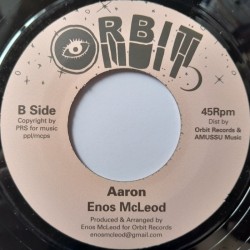 ORBIT
B Side
Copyright by
PRS for music
ppl/mcps
45Rpm
Dist by
Orbit Records &
AMUSSU Music
Aaron
Enos McLeod
Produced & Arranged by
Enos McLeod for Orbit Records
enosmcleod@gmail.com